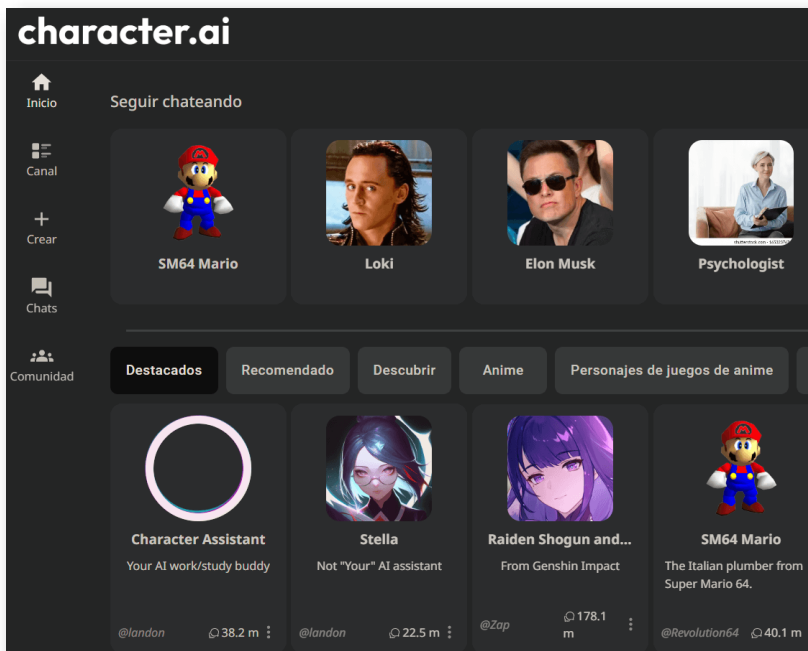 character.ai
Inicio
Canal
Crear
Chats
Comunidad
Seguir chateando
SM64 Mario
Loki
Elon Musk
Psychologist
Destacados
Recomendado
Descubrir
Anime
Personajes de juegos de anime
Character Assistant
Your AI work/study buddy
@landon
38.2 m
Stella
Not "Your" AI assistant
@landon
22.5 m
Raiden Shogun and...
From Genshin Impact
@Zap
178.1
m
SM64 Mario
The Italian plumber from
Super Mario 64.
@Revolution64
40.1 m